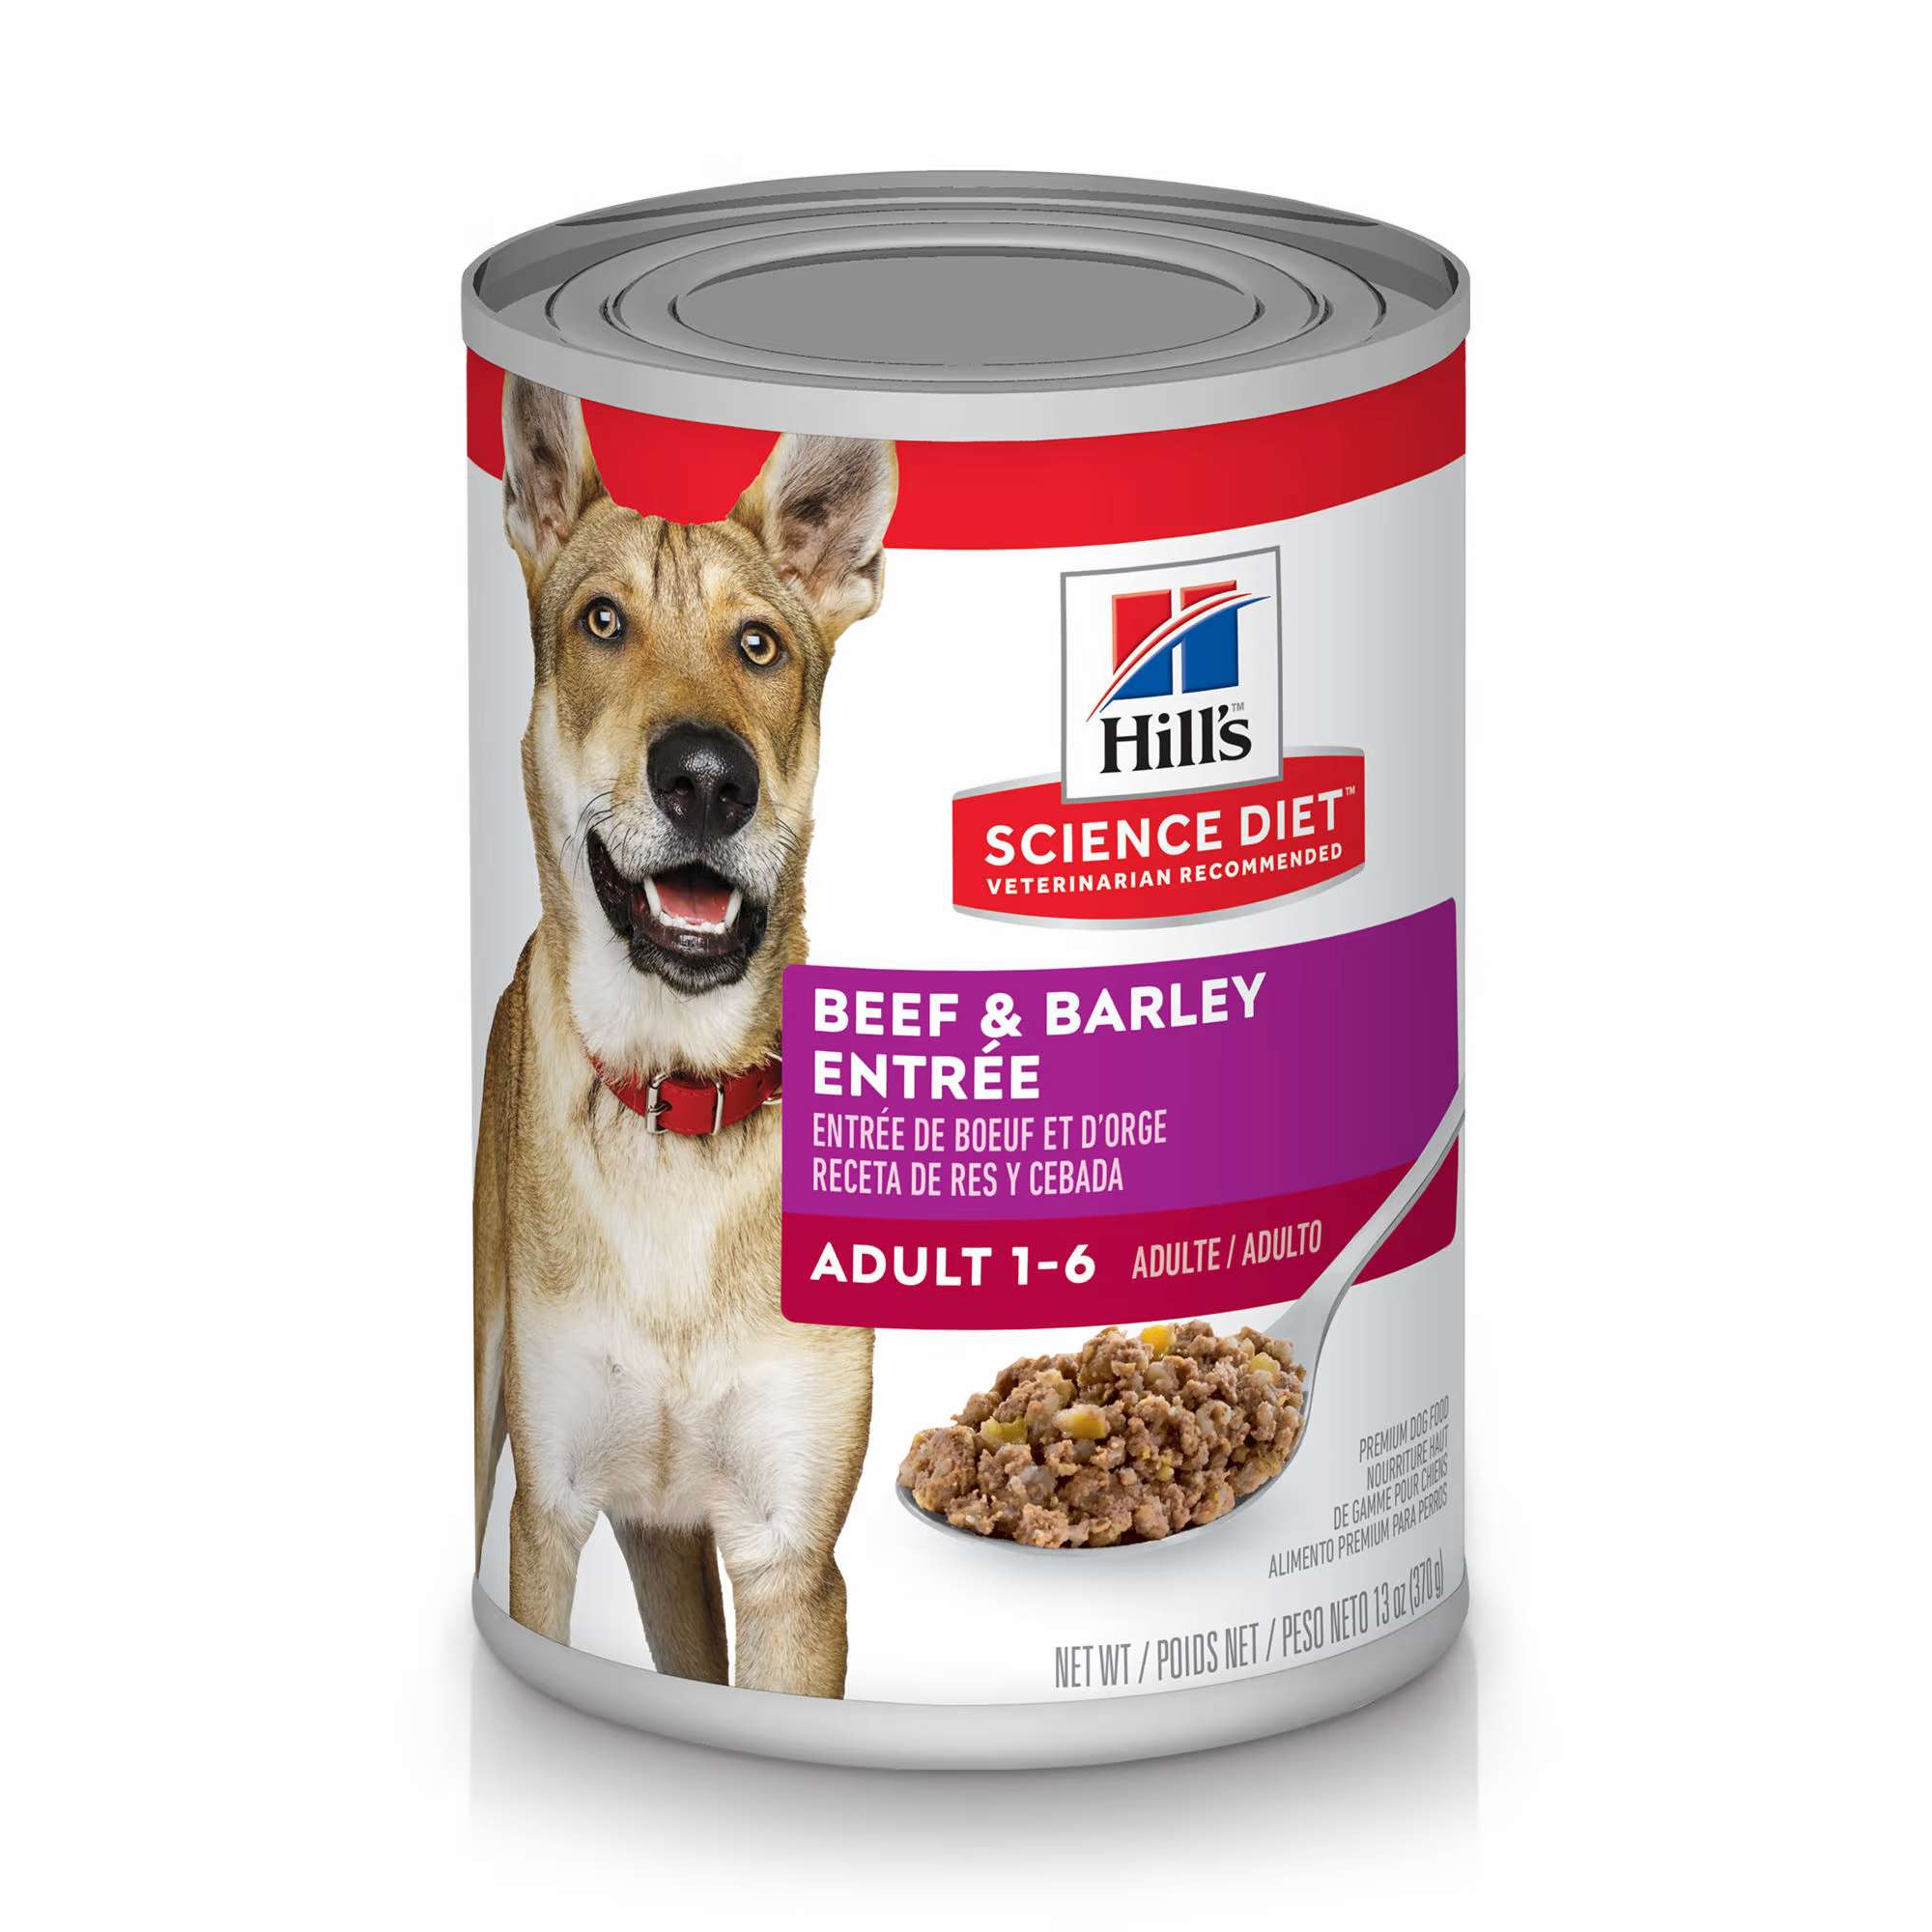 Hill's™
SCIENCE DIET™
VETERINARIAN RECOMMENDED
BEEF & BARLEY
ENTRÉE
ENTRÉE DE BOEUF ET D'ORGE
RECETA DE RES Y CEBADA
ADULT 1-6 ADULTE / ADULTO
PREMIUM DOG FOOD
NOURRITURE HAUT
DE GAMME POUR CHIENS
ALIMENTO PREMIUM PARA PERROS
NET WT / POIDS NET / PESO NETO 13 oz (370 g)